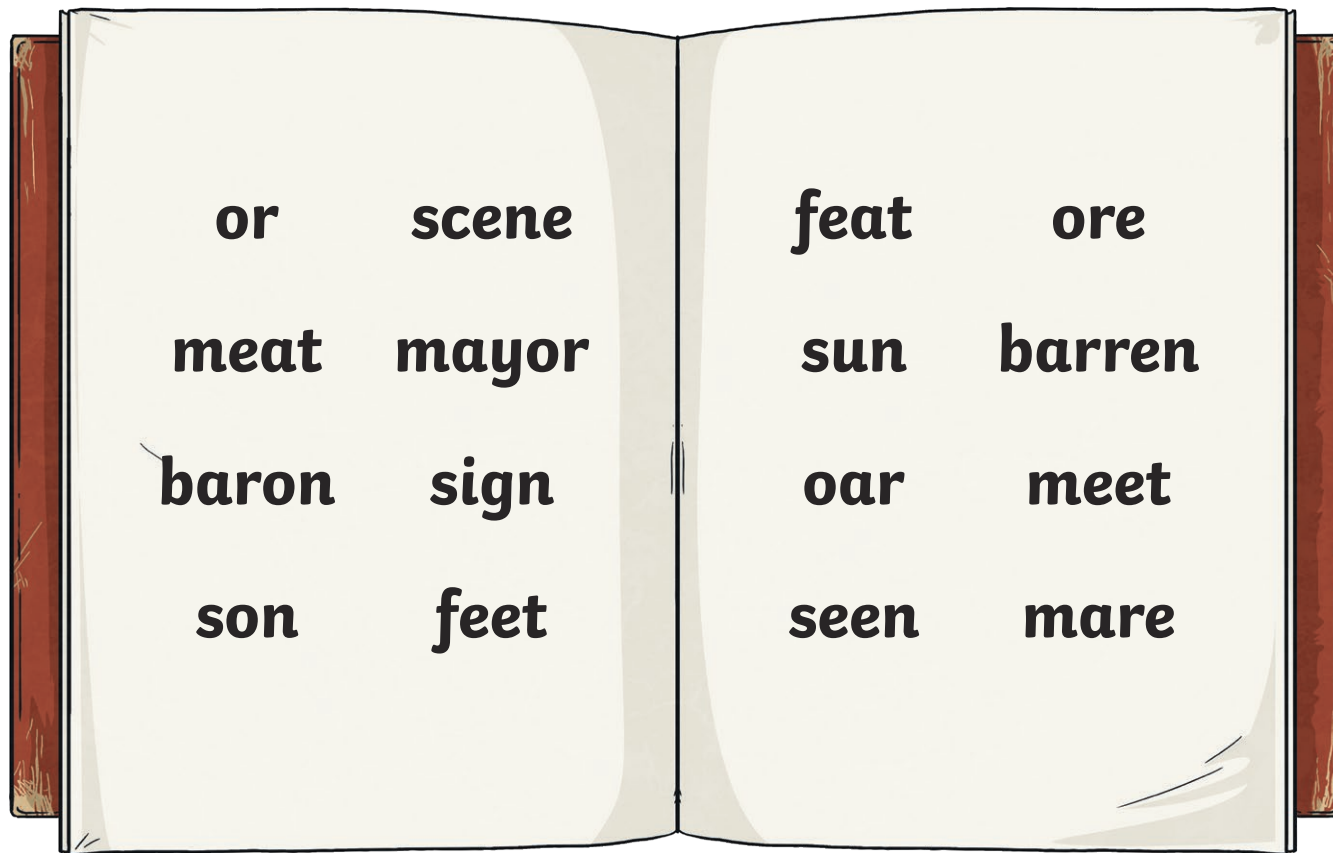 or scene
meat mayor
baron sign
son feet
feat ore
sun barren
oar meet
seen mare